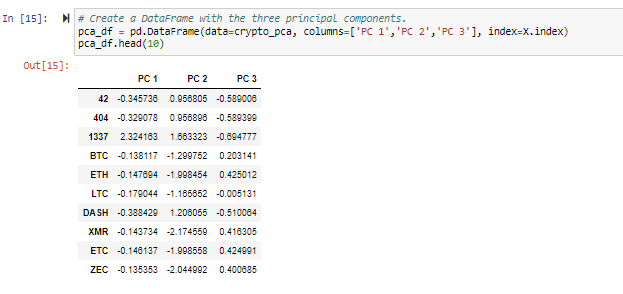 In [15]:
# Create a DataFrame with the three principal components.
pca_df = pd.DataFrame(data=crypto_pca, columns=['PC 1','PC 2','PC 3'], index=X.index)
pca_df.head(10)
Out[15]:
PC 1 PC 2 PC 3
42 -0.345736 0.956805 -0.589006
404 -0.329078 0.956896 -0.589399
1337 2.324163 1.663323 -0.694777
BTC -0.138117 -1.299752 0.203141
ETH -0.147694 -1.998454 0.425012
LTC -0.179044 -1.165652 -0.005131
DASH -0.388429 1.206055 -0.510064
XMR -0.143734 -2.174559 0.416305
ETC -0.146137 -1.998558 0.424991
ZEC -0.135353 -2.044992 0.400685